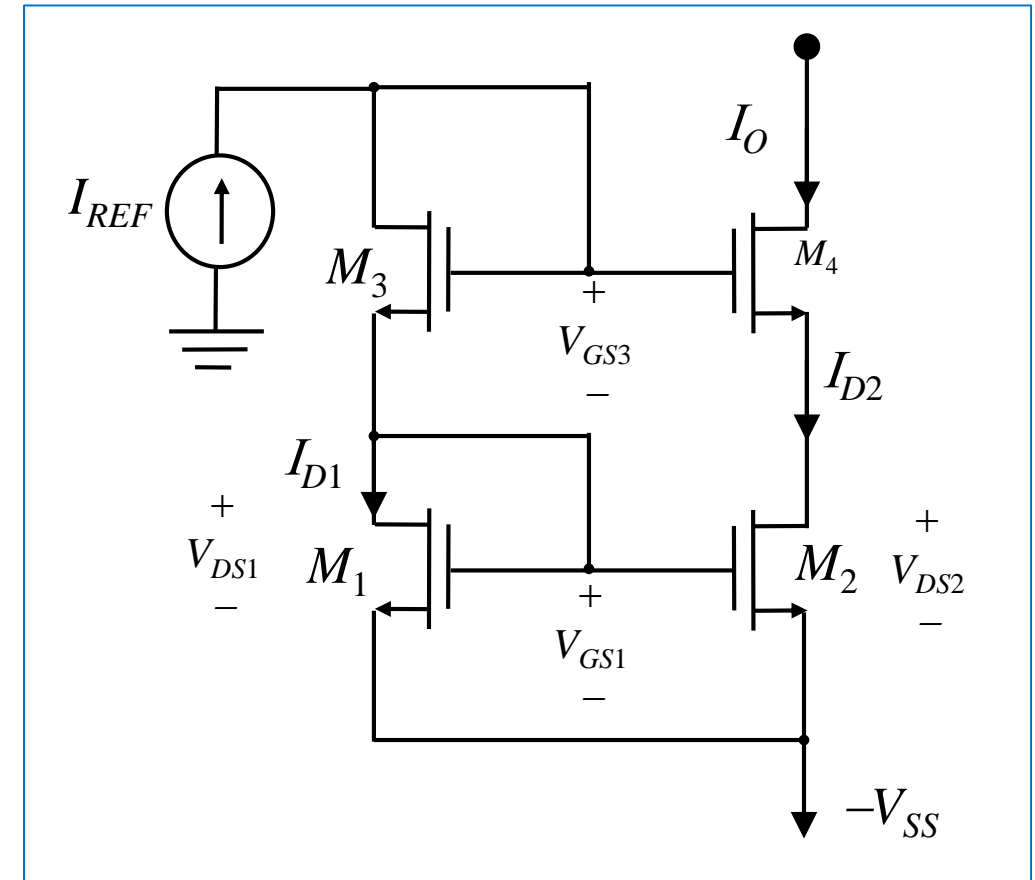 I_O
I_REF
M_3
M_4
+
V_GS3
−
I_D2
I_D1
+
V_DS1
−
M_1
+
V_GS1
−
M_2
+
V_DS2
−
−V_SS